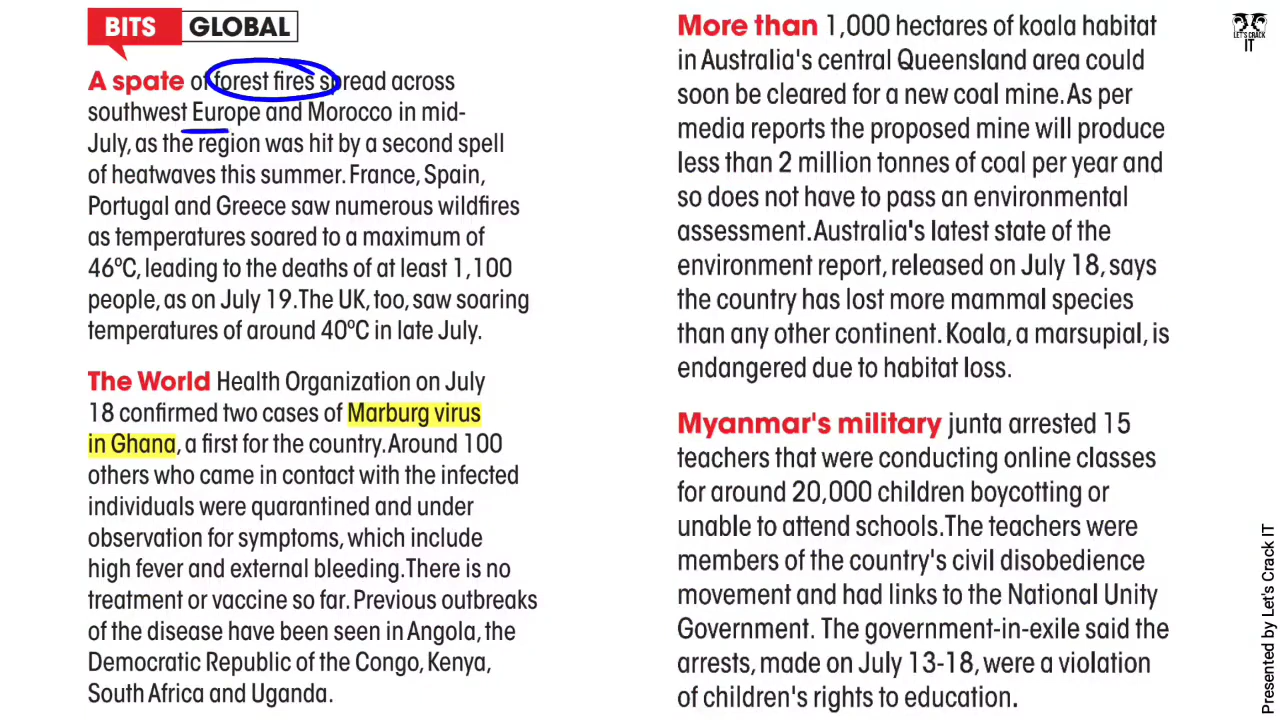 BITS GLOBAL
A spate of forest fires spread across
southwest Europe and Morocco in mid-
July, as the region was hit by a second spell
of heatwaves this summer. France, Spain,
Portugal and Greece saw numerous wildfires
as temperatures soared to a maximum of
46ºC, leading to the deaths of at least 1,100
people, as on July 19. The UK, too, saw soaring
temperatures of around 40ºC in late July.
The World Health Organization on July
18 confirmed two cases of Marburg virus
in Ghana, a first for the country. Around 100
others who came in contact with the infected
individuals were quarantined and under
observation for symptoms, which include
high fever and external bleeding. There is no
treatment or vaccine so far. Previous outbreaks
of the disease have been seen in Angola, the
Democratic Republic of the Congo, Kenya,
South Africa and Uganda.
More than 1,000 hectares of koala habitat
in Australia's central Queensland area could
soon be cleared for a new coal mine. As per
media reports the proposed mine will produce
less than 2 million tonnes of coal per year and
so does not have to pass an environmental
assessment. Australia's latest state of the
environment report, released on July 18, says
the country has lost more mammal species
than any other continent. Koala, a marsupial, is
endangered due to habitat loss.
Myanmar's military junta arrested 15
teachers that were conducting online classes
for around 20,000 children boycotting or
unable to attend schools. The teachers were
members of the country's civil disobedience
movement and had links to the National Unity
Government. The government-in-exile said the
arrests, made on July 13-18, were a violation
of children's rights to education.
LET'S CRACK
IT
Presented by Let's Crack IT